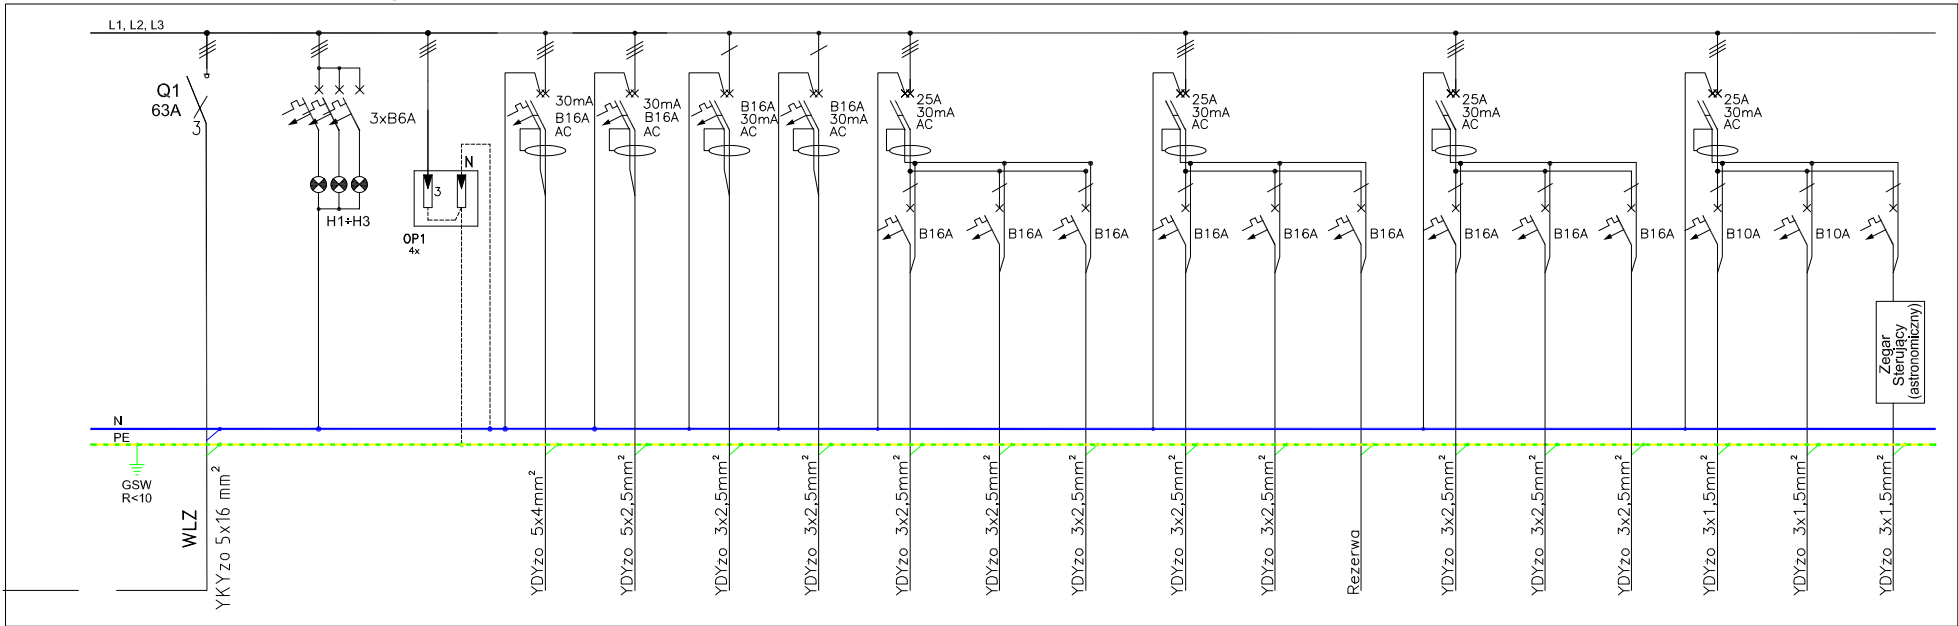 L1, L2, L3
Q1
63A
3
3xB6A
H1÷H3
3
N
OP1
4x
30mA
B16A
AC
30mA
B16A
AC
B16A
30mA
AC
B16A
30mA
AC
25A
30mA
AC
25A
30mA
AC
25A
30mA
AC
25A
30mA
AC
B16A
B16A
B16A
B16A
B16A
B16A
B16A
B16A
B16A
B10A
B10A
Zegar
Sterujący
(astronomiczny)
N
PE
GSW
R<10
WLZ
YKYżo 5x16 mm²
YDYżo 5x4mm²
YDYżo 5x2,5mm²
YDYżo 3x2,5mm²
YDYżo 3x2,5mm²
YDYżo 3x2,5mm²
YDYżo 3x2,5mm²
YDYżo 3x2,5mm²
YDYżo 3x2,5mm²
YDYżo 3x2,5mm²
Rezerwa
YDYżo 3x2,5mm²
YDYżo 3x2,5mm²
YDYżo 3x2,5mm²
YDYżo 3x1,5mm²
YDYżo 3x1,5mm²
YDYżo 3x1,5mm²